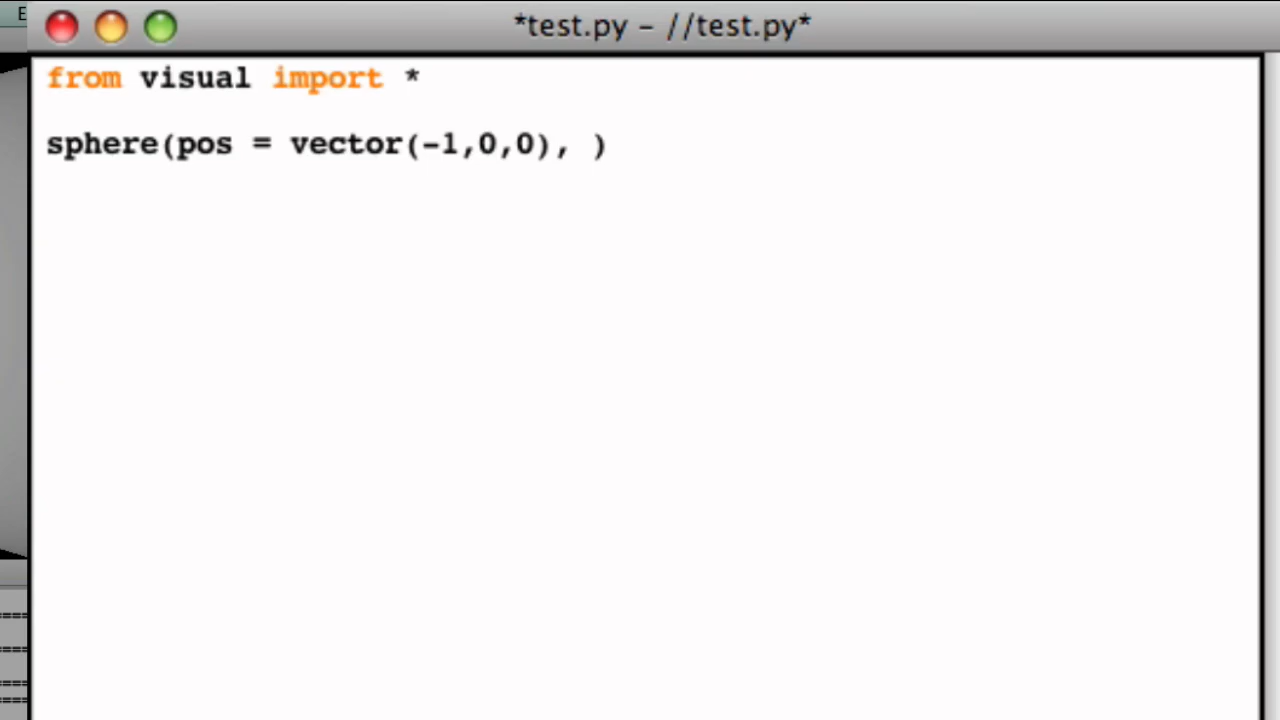 E
*test.py – //test.py*
from visual import *
sphere(pos = vector(-1,0,0), )
====
====
====
====